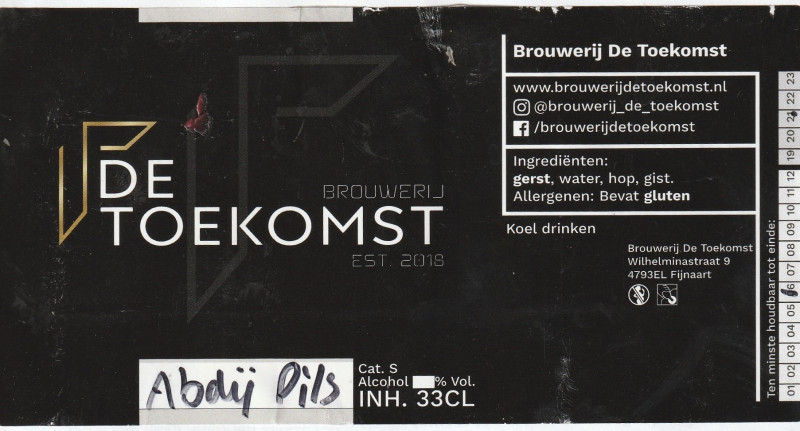 DE
BROUWERIJ
TOEKOMST
EST. 2018
Abdij Pils
Cat. S
Alcohol % Vol.
INH. 33CL
Brouwerij De Toekomst
www.brouwerijdetoekomst.nl
@brouwerij_de_toekomst
/brouwerijdetoekomst
Ingrediënten:
gerst, water, hop, gist.
Allergenen: Bevat gluten
Koel drinken
Brouwerij De Toekomst
Wilhelminastraat 9
4793EL Fijnaart
Ten minste houdbaar tot einde:
01 02 03 04 05 06 07 08 09 10 11 12 19 20 21 22 23